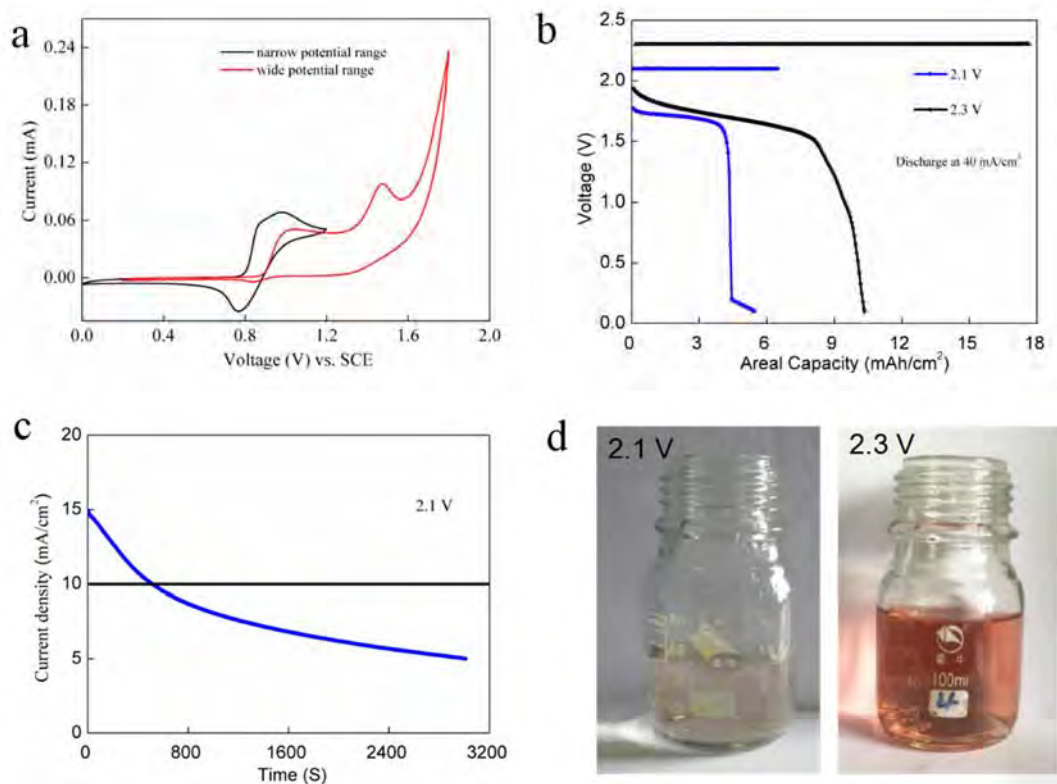 a
0.24
0.18
0.12
0.06
0.00
Current (mA)
narrow potential range
wide potential range
0.0 0.4 0.8 1.2 1.6 2.0
Voltage (V) vs. SCE
b
2.5
2.0
1.5
1.0
0.5
0.0
Voltage (V)
2.1 V
2.3 V
Discharge at 40 mA/cm²
0 3 6 9 12 15 18
Areal Capacity (mAh/cm²)
c
20
15
10
5
0
Current density (mA/cm²)
2.1 V
0 800 1600 2400 3200
Time (S)
d
2.1 V
2.3 V
100ml